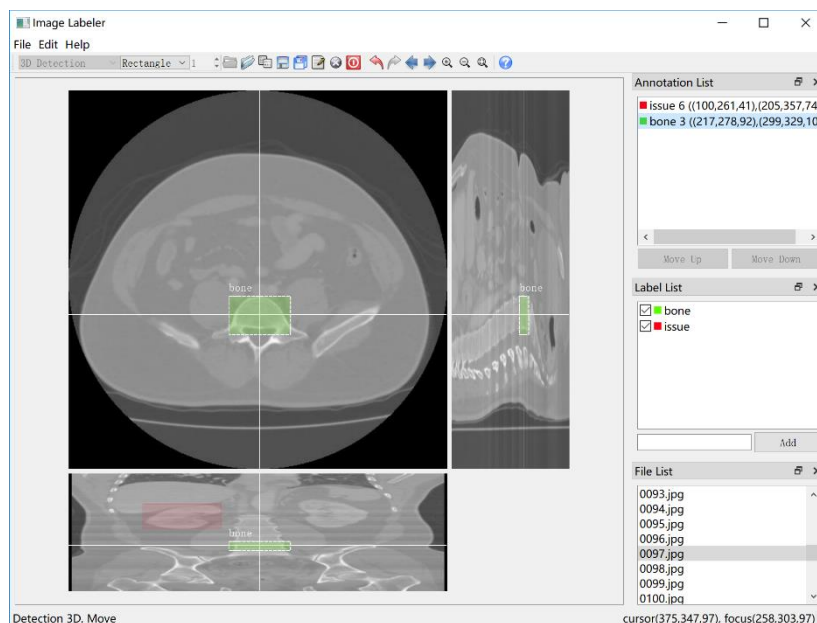 Image Labeler
File Edit Help
3D Detection Rectangle 1
Annotation List
issue 6 ((100,261,41),(205,357,74
bone 3 ((217,278,92),(299,329,10
Move Up Move Down
Label List
bone
issue
Add
File List
0093.jpg
0094.jpg
0095.jpg
0096.jpg
0097.jpg
0098.jpg
0099.jpg
0100.jpg
bone
bone
bone
Detection 3D. Move
cursor(375,347,97), focus(258,303,97)